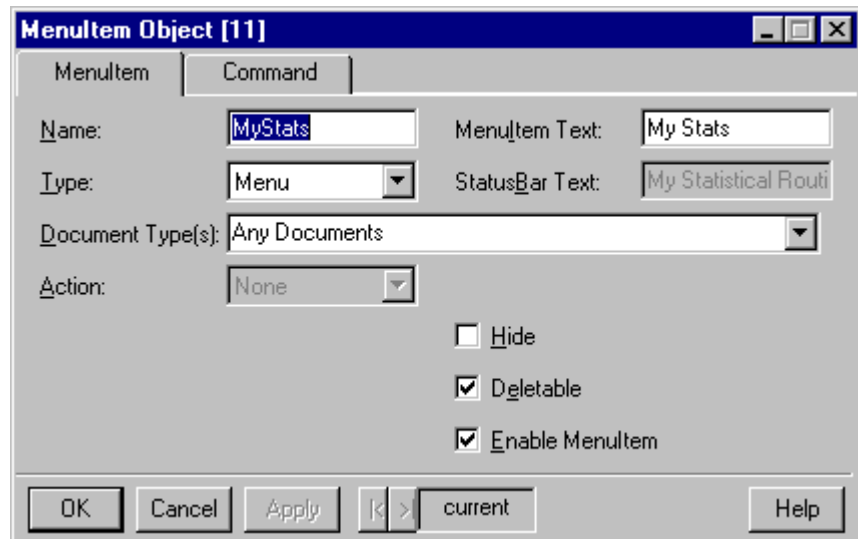 MenuItem Object [11]
MenuItem Command
Name: MyStats MenuItem Text: My Stats
Type: Menu StatusBar Text: My Statistical Routi
Document Type(s): Any Documents
Action: None
Hide
Deletable
Enable MenuItem
OK Cancel Apply |< >| current Help